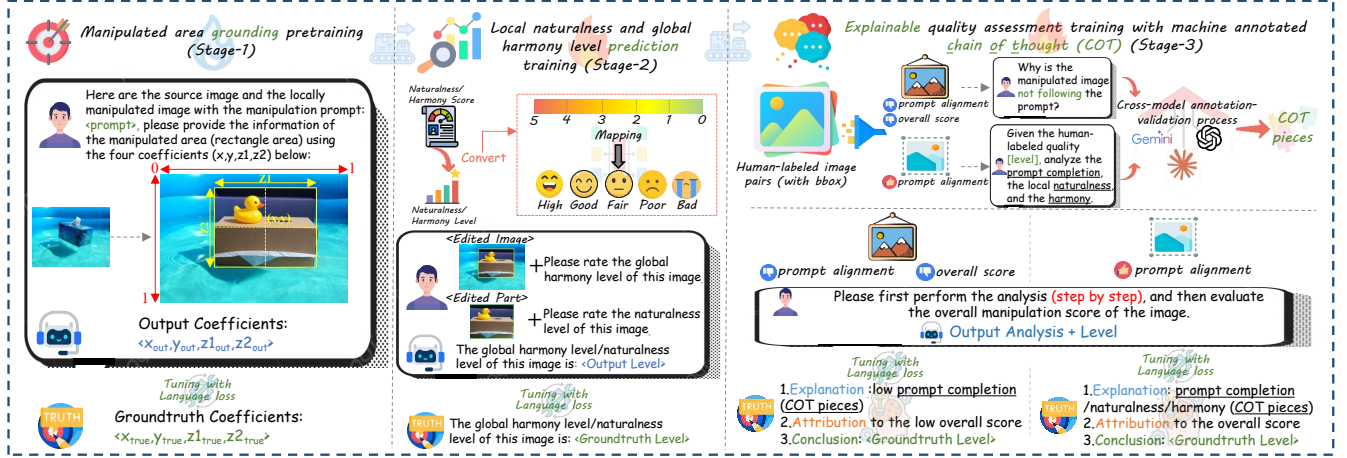 Manipulated area grounding pretraining
(Stage-1)
Here are the source image and the locally
manipulated image with the manipulation prompt:
<prompt>, please provide the information of
the manipulated area (rectangle area) using
the four coefficients (x,y,z1,z2) below:
0
1
z1
z2
(x,y)
1
Output Coefficients:
<x_out,y_out,z1_out,z2_out>
Tuning with
Language loss
TRUTH
Groundtruth Coefficients:
<x_true,y_true,z1_true,z2_true>
Local naturalness and global
harmony level prediction
training (Stage-2)
Naturalness/
Harmony Score
Convert
Naturalness/
Harmony Level
5 4 3 2 1 0
Mapping
High Good Fair Poor Bad
<Edited Image>
+Please rate the global
harmony level of this image.
<Edited Part>
+Please rate the naturalness
level of this image.
The global harmony level/naturalness
level of this image is: <Output Level>
Tuning with
Language loss
TRUTH
The global harmony level/naturalness
level of this image is: <Groundtruth Level>
Explainable quality assessment training with machine annotated
chain of thought (COT) (Stage-3)
Human-labeled image
pairs (with bbox)
prompt alignment
overall score
prompt alignment
Why is the
manipulated image
not following the
prompt?
Given the human-
labeled quality
[level], analyze the
prompt completion,
the local naturalness,
and the harmony.
Cross-model annotation-
validation process
Gemini
COT
pieces
prompt alignment
overall score
prompt alignment
Please first perform the analysis (step by step), and then evaluate
the overall manipulation score of the image.
Output Analysis + Level
Tuning with
Language loss
TRUTH
1.Explanation :low prompt completion
(COT pieces)
2.Attribution to the low overall score
3.Conclusion: <Groundtruth Level>
Tuning with
Language loss
TRUTH
1.Explanation: prompt completion
/naturalness/harmony (COT pieces)
2.Attribution to the overall score
3.Conclusion: <Groundtruth Level>